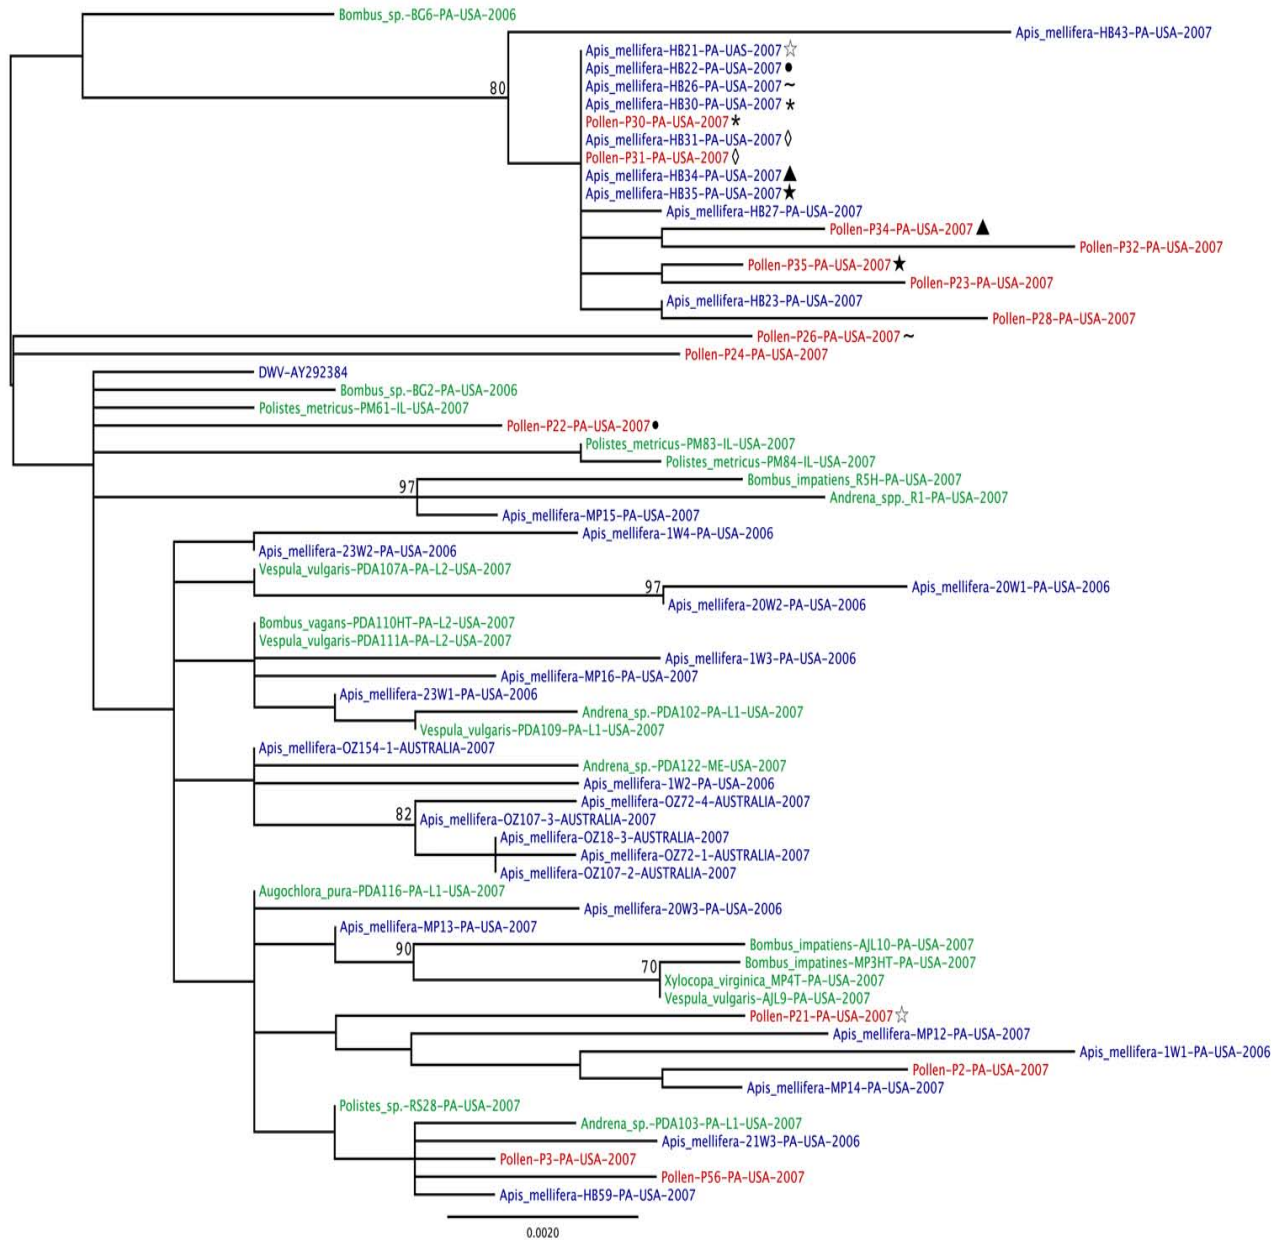 Bombus_sp.-BG6-PA-USA-2006
Apis_mellifera-HB43-PA-USA-2007
Apis_mellifera-HB21-PA-UAS-2007☆
Apis_mellifera-HB22-PA-USA-2007●
Apis_mellifera-HB26-PA-USA-2007~
Apis_mellifera-HB30-PA-USA-2007*
80
Pollen-P30-PA-USA-2007*
Apis_mellifera-HB31-PA-USA-2007◊
Pollen-P31-PA-USA-2007◊
Apis_mellifera-HB34-PA-USA-2007▲
Apis_mellifera-HB35-PA-USA-2007★
Apis_mellifera-HB27-PA-USA-2007
Pollen-P34-PA-USA-2007▲
Pollen-P32-PA-USA-2007
Pollen-P35-PA-USA-2007★
Pollen-P23-PA-USA-2007
Apis_mellifera-HB23-PA-USA-2007
Pollen-P28-PA-USA-2007
Pollen-P26-PA-USA-2007~
Pollen-P24-PA-USA-2007
DWV-AY292384
Bombus_sp.-BG2-PA-USA-2006
Polistes_metricus-PM61-IL-USA-2007
Pollen-P22-PA-USA-2007●
Polistes_metricus-PM83-IL-USA-2007
Polistes_metricus-PM84-IL-USA-2007
Bombus_impatiens_R5H-PA-USA-2007
97
Andrena_spp._R1-PA-USA-2007
Apis_mellifera-MP15-PA-USA-2007
Apis_mellifera-1W4-PA-USA-2006
Apis_mellifera-23W2-PA-USA-2006
Vespula_vulgaris-PDA107A-PA-L2-USA-2007
97
Apis_mellifera-20W1-PA-USA-2006
Apis_mellifera-20W2-PA-USA-2006
Bombus_vagans-PDA110HT-PA-L2-USA-2007
Vespula_vulgaris-PDA111A-PA-L2-USA-2007
Apis_mellifera-1W3-PA-USA-2006
Apis_mellifera-MP16-PA-USA-2007
Apis_mellifera-23W1-PA-USA-2006
Andrena_sp.-PDA102-PA-L1-USA-2007
Vespula_vulgaris-PDA109-PA-L1-USA-2007
Apis_mellifera-OZ154-1-AUSTRALIA-2007
Andrena_sp.-PDA122-ME-USA-2007
Apis_mellifera-1W2-PA-USA-2006
Apis_mellifera-OZ72-4-AUSTRALIA-2007
82
Apis_mellifera-OZ107-3-AUSTRALIA-2007
Apis_mellifera-OZ18-3-AUSTRALIA-2007
Apis_mellifera-OZ72-1-AUSTRALIA-2007
Apis_mellifera-OZ107-2-AUSTRALIA-2007
Augochlora_pura-PDA116-PA-L1-USA-2007
Apis_mellifera-20W3-PA-USA-2006
Apis_mellifera-MP13-PA-USA-2007
90
Bombus_impatiens-AJL10-PA-USA-2007
70
Bombus_impatines-MP3HT-PA-USA-2007
Xylocopa_virginica_MP4T-PA-USA-2007
Vespula_vulgaris-AJL9-PA-USA-2007
Pollen-P21-PA-USA-2007☆
Apis_mellifera-MP12-PA-USA-2007
Apis_mellifera-1W1-PA-USA-2006
Pollen-P2-PA-USA-2007
Apis_mellifera-MP14-PA-USA-2007
Polistes_sp.-RS28-PA-USA-2007
Andrena_sp.-PDA103-PA-L1-USA-2007
Apis_mellifera-21W3-PA-USA-2006
Pollen-P3-PA-USA-2007
Pollen-P56-PA-USA-2007
Apis_mellifera-HB59-PA-USA-2007
0.0020